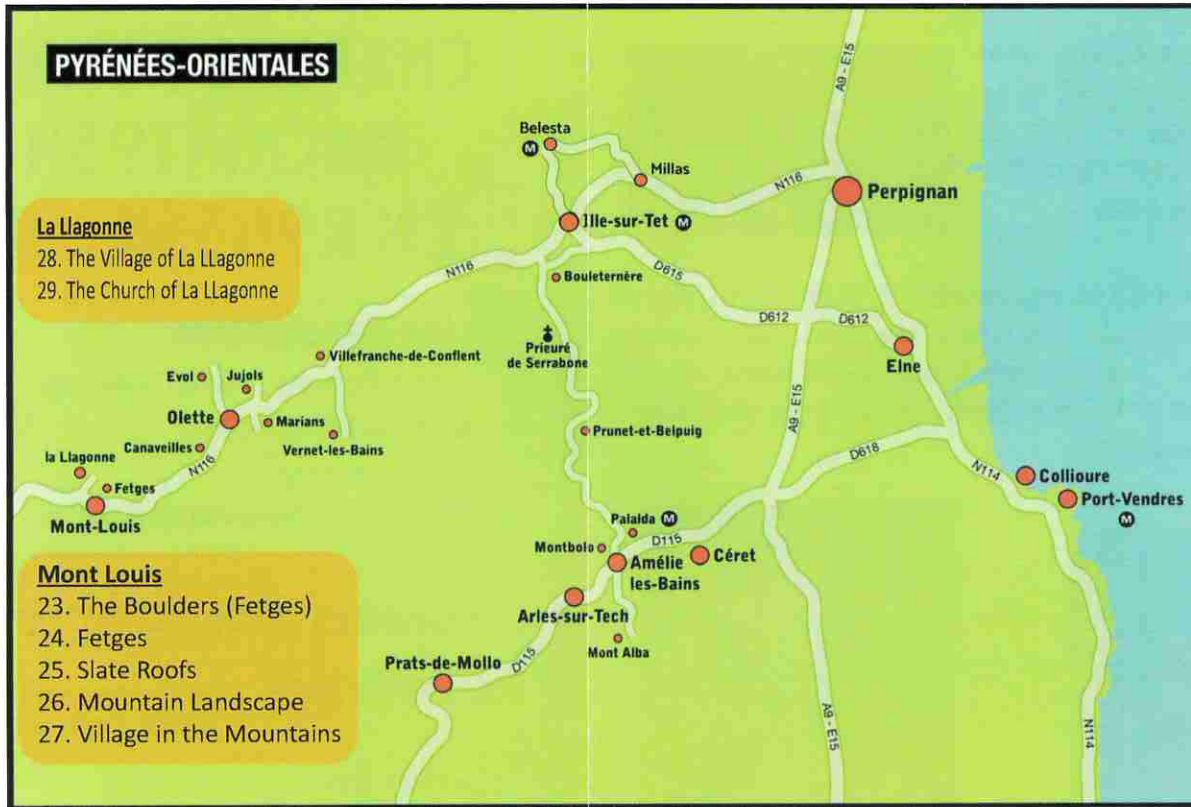 PYRÉNÉES-ORIENTALES
A9 - E15
Belesta
M
Millas
N116
Perpignan
Ille-sur-Tet M
La Llagonne
28. The Village of La LLagonne
29. The Church of La LLagonne
N116
Bouleternère
D615
D612
D612
Prieuré
de Serrabone
Elne
Villefranche-de-Conflent
Evol
Jujols
Olette
Marians
Canaveilles
Vernet-les-Bains
Prunet-et-Belpuig
A9 - E15
la Llagonne
N116
Fetges
Mont-Louis
D618
N114
Collioure
Port-Vendres
M
Palalda M
D115
Montbolo
Amélie
les-Bains
Céret
Arles-sur-Tech
Mont Alba
Prats-de-Mollo
D115
Mont Louis
23. The Boulders (Fetges)
24. Fetges
25. Slate Roofs
26. Mountain Landscape
27. Village in the Mountains
A9 - E15
N114